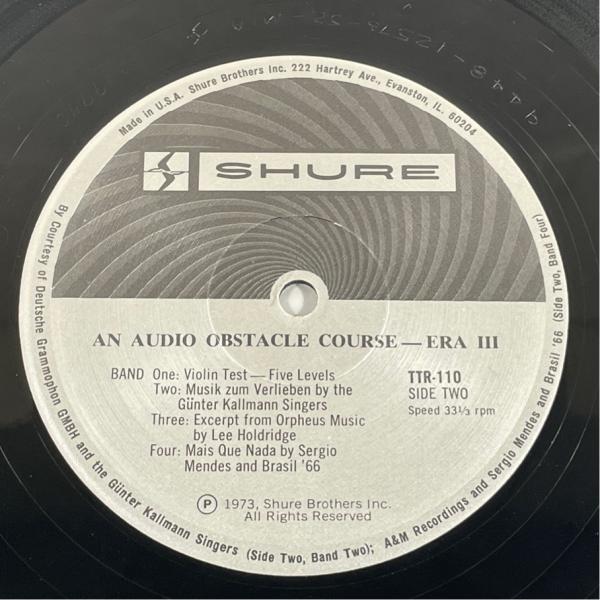 Made in U.S.A. Shure Brothers Inc. 222 Hartrey Ave., Evanston, IL. 60204
SHURE
AN AUDIO OBSTACLE COURSE — ERA III
BAND One: Violin Test — Five Levels
Two: Musik zum Verlieben by the
Günter Kallmann Singers
Three: Excerpt from Orpheus Music
by Lee Holdridge
Four: Mais Que Nada by Sergio
Mendes and Brasil '66
TTR-110
SIDE TWO
Speed 33⅓ rpm
Ⓟ 1973, Shure Brothers Inc.
All Rights Reserved
By Courtesy of Deutsche Grammophon GMBH and the Günter Kallmann Singers (Side Two, Band Two); A&M Recordings and Sergio Mendes and Brasil '66 (Side Two, Band Four)